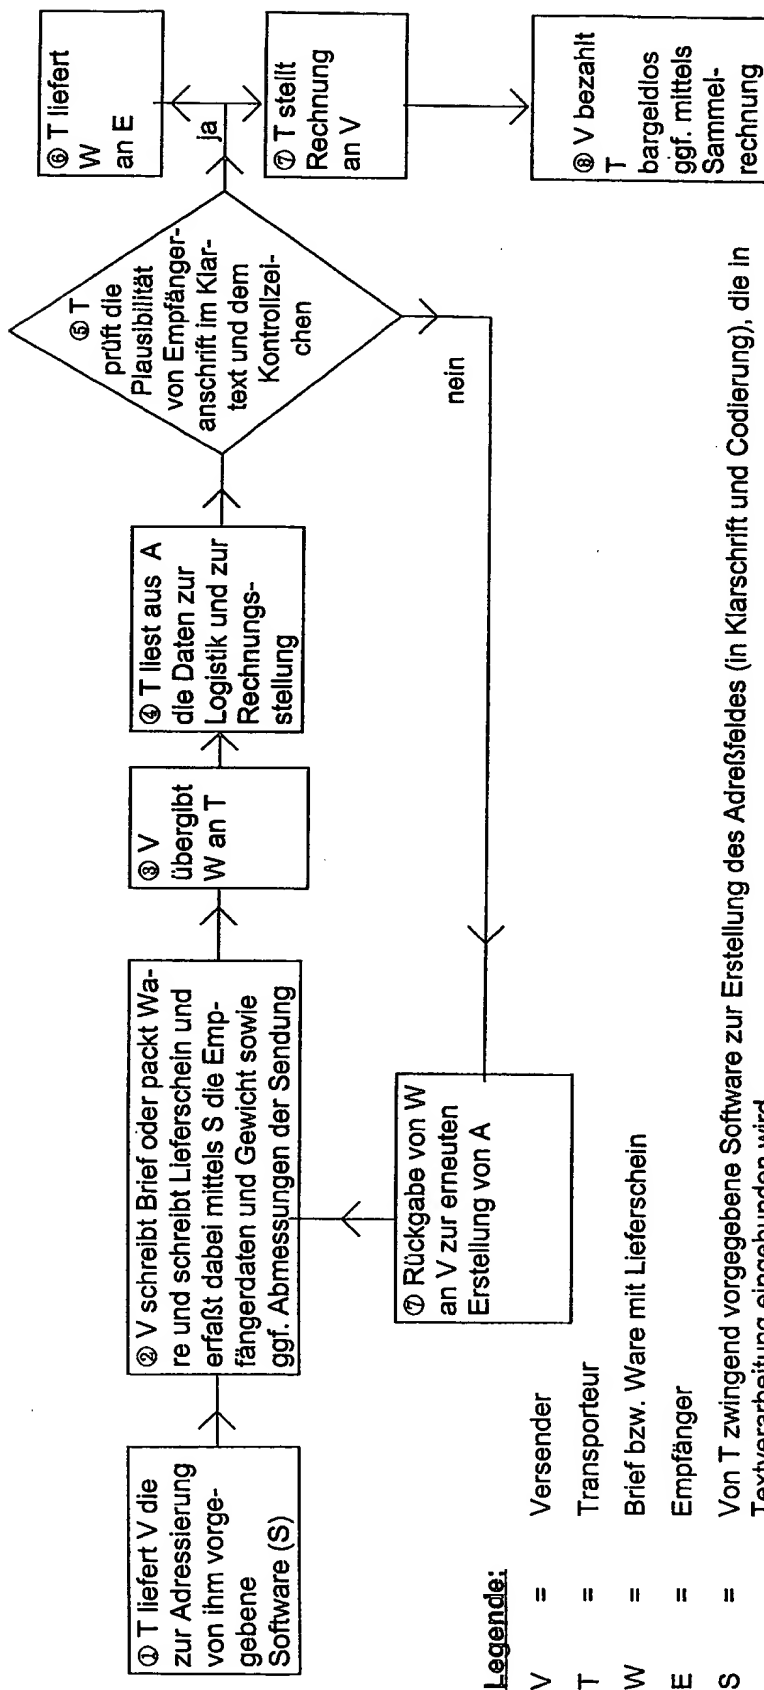 ① T liefert V die
zur Adressierung
von ihm vorge-
gebene
Software (S)
② V schreibt Brief oder packt Wa-
re und schreibt Lieferschein und
erfaßt dabei mittels S die Emp-
fängerdaten und Gewicht sowie
ggf. Abmessungen der Sendung
③ V
übergibt
W an T
④ T liest aus A
die Daten zur
Logistik und zur
Rechnungs-
stellung
⑤ T
prüft die
Plausibilität
von Empfänger-
anschrift im Klar-
text und dem
Kontrollzei-
chen
ja
⑥ T liefert
W
an E
⑦ T stellt
Rechnung
an V
⑧ V bezahlt
T
bargeldlos
ggf. mittels
Sammel-
rechnung
nein
⑦ Rückgabe von W
an V zur erneuten
Erstellung von A
Legende:
V = Versender
T = Transporteur
W = Brief bzw. Ware mit Lieferschein
E = Empfänger
S = Von T zwingend vorgegebene Software zur Erstellung des Adreßfeldes (in Klarschrift und Codierung), die in
Textverarbeitung eingebunden wird